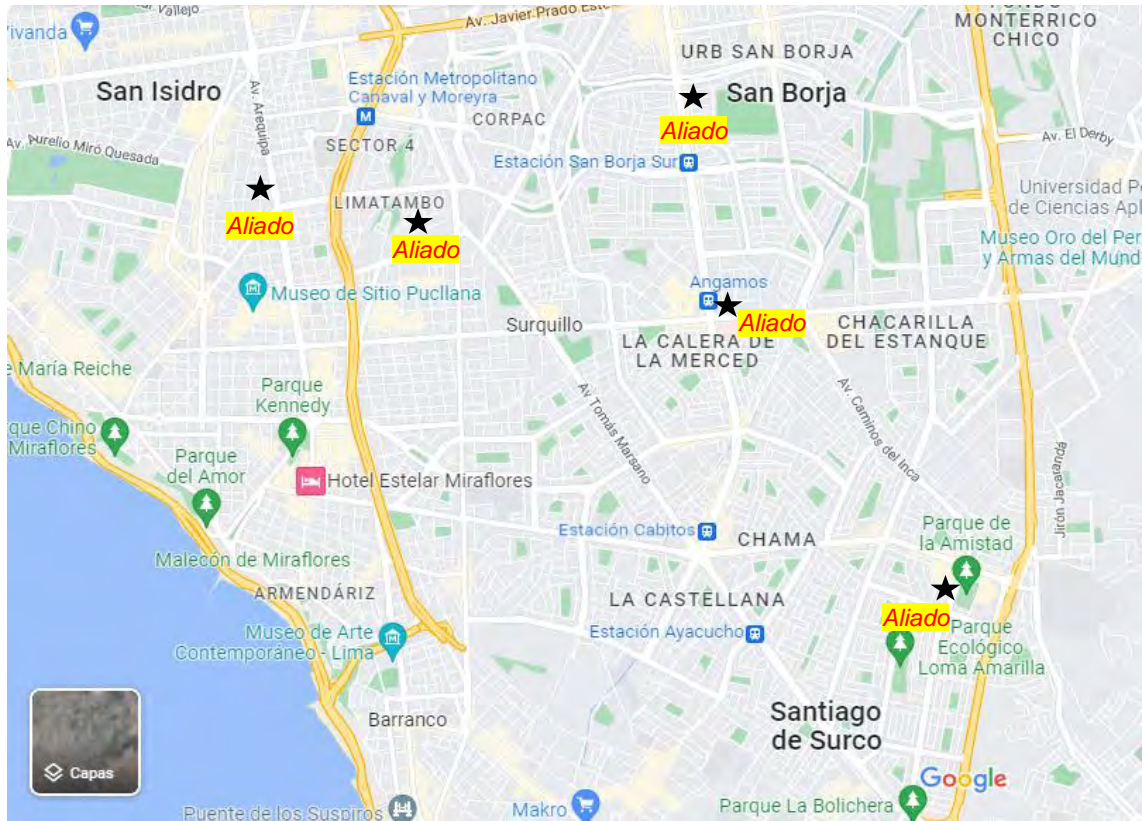 Vallejo
Av. Javier Prado Este
MONTERRICO
CHICO
Vivanda
URB SAN BORJA
San Isidro
Estación Metropolitano
Canaval y Moreyra
San Borja
Av. Arequipa
CORPAC
Aliado
SECTOR 4
Av. El Derby
Av. Aurelio Miró Quesada
Estación San Borja Sur
Universidad P
de Ciencias Apl
LIMATAMBO
Aliado
Aliado
Museo Oro del Per
y Armas del Mund
Museo de Sitio Pucllana
Angamos
Surquillo
Aliado
LA CALERA DE
LA MERCED
CHACARILLA
DEL ESTANQUE
e María Reiche
Parque
Kennedy
Av Tomás Marsano
Av. Caminos del Inca
que Chino
Miraflores
Parque
del Amor
Hotel Estelar Miraflores
Jirón Jacaranda
Estación Cabitos
CHAMA
Parque de
la Amistad
Malecón de Miraflores
ARMENDÁRIZ
LA CASTELLANA
Aliado
Museo de Arte
Contemporáneo - Lima
Estación Ayacucho
Parque
Ecológico
Loma Amarilla
Barranco
Santiago
de Surco
Capas
Google
Puente de los Suspiros
Makro
Parque La Bolichera